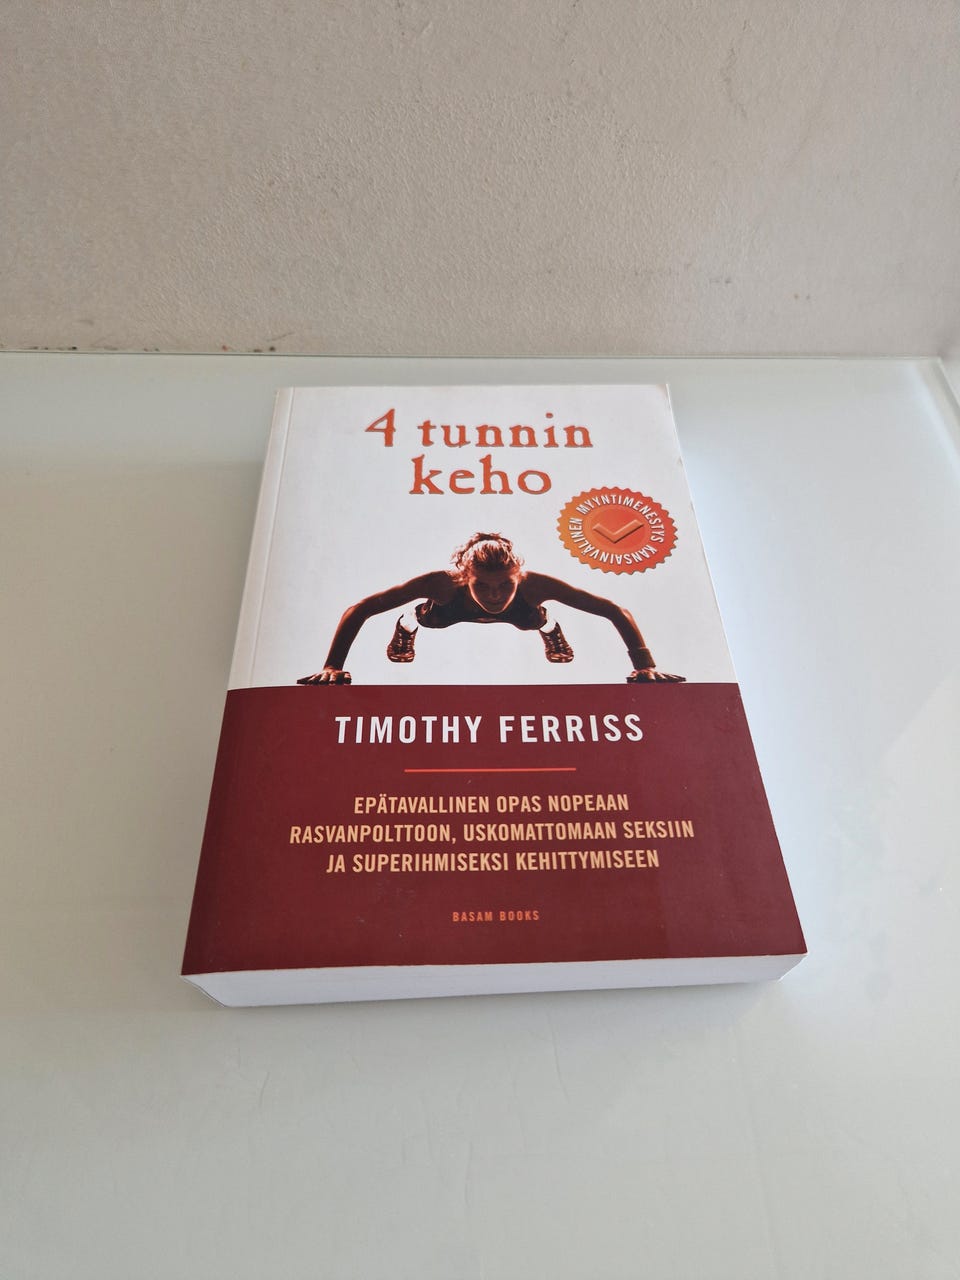 4 tunnin
keho
KANSAINVÄLINEN MYYNTIMENESTYS
TIMOTHY FERRISS
EPÄTAVALLINEN OPAS NOPEAAN
RASVANPOLTTOON, USKOMATTOMAAN SEKSIIN
JA SUPERIHMISEKSI KEHITTYMISEEN
BASAM BOOKS